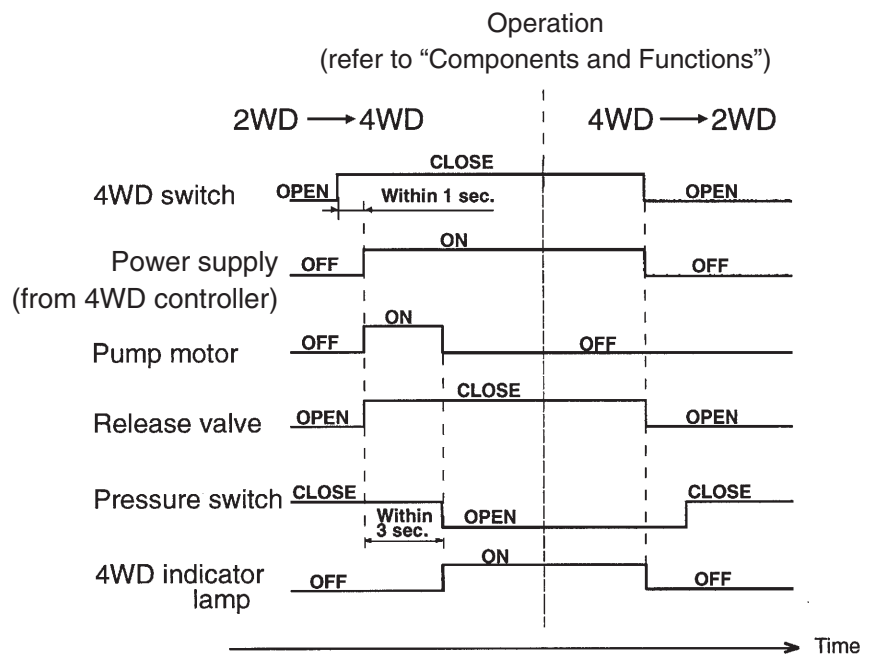 Operation
(refer to “Components and Functions”)
2WD → 4WD
4WD → 2WD
4WD switch
OPEN
CLOSE
Within 1 sec.
OPEN
Power supply
(from 4WD controller)
OFF
ON
OFF
Pump motor
OFF
ON
OFF
Release valve
OPEN
CLOSE
OPEN
Pressure switch
CLOSE
Within
3 sec.
OPEN
CLOSE
4WD indicator
lamp
OFF
ON
OFF
Time